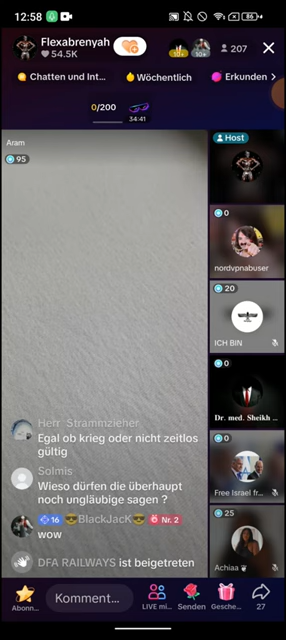 12:58
86
Flexabrenyah
54.5K
10+
10+
207
Chatten und Int...
Wöchentlich
Erkunden
0/200
34:41
Aram
95
Host
0
nordvpnabuser
20
ICH BIN
0
Dr. med. Sheikh ...
0
Free Israel fr...
25
Achiaa
Herr Strammzieher
Egal ob krieg oder nicht zeitlos
gültig
Solmis
Wieso dürfen die überhaupt
noch ungläubige sagen ?
16 😎BlackJacK😎 Nr. 2
wow
DFA RAILWAYS ist beigetreten
Abonn...
Komment...
LIVE mi...
Senden
Gesche...
27